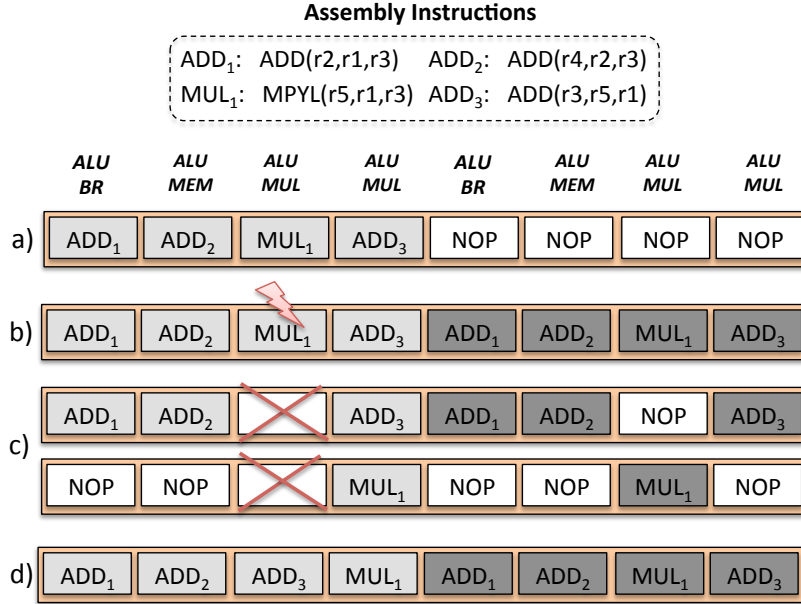 Assembly Instructions
ADD₁: ADD(r2,r1,r3) ADD₂: ADD(r4,r2,r3)
MUL₁: MPYL(r5,r1,r3) ADD₃: ADD(r3,r5,r1)
ALU ALU ALU ALU ALU ALU ALU ALU
BR MEM MUL MUL BR MEM MUL MUL
a) ADD₁ ADD₂ MUL₁ ADD₃ NOP NOP NOP NOP
b) ADD₁ ADD₂ MUL₁ ADD₃ ADD₁ ADD₂ MUL₁ ADD₃
ADD₁ ADD₂ ADD₃ ADD₁ ADD₂ NOP ADD₃
c)
NOP NOP MUL₁ NOP NOP MUL₁ NOP
d) ADD₁ ADD₂ ADD₃ MUL₁ ADD₁ ADD₂ MUL₁ ADD₃